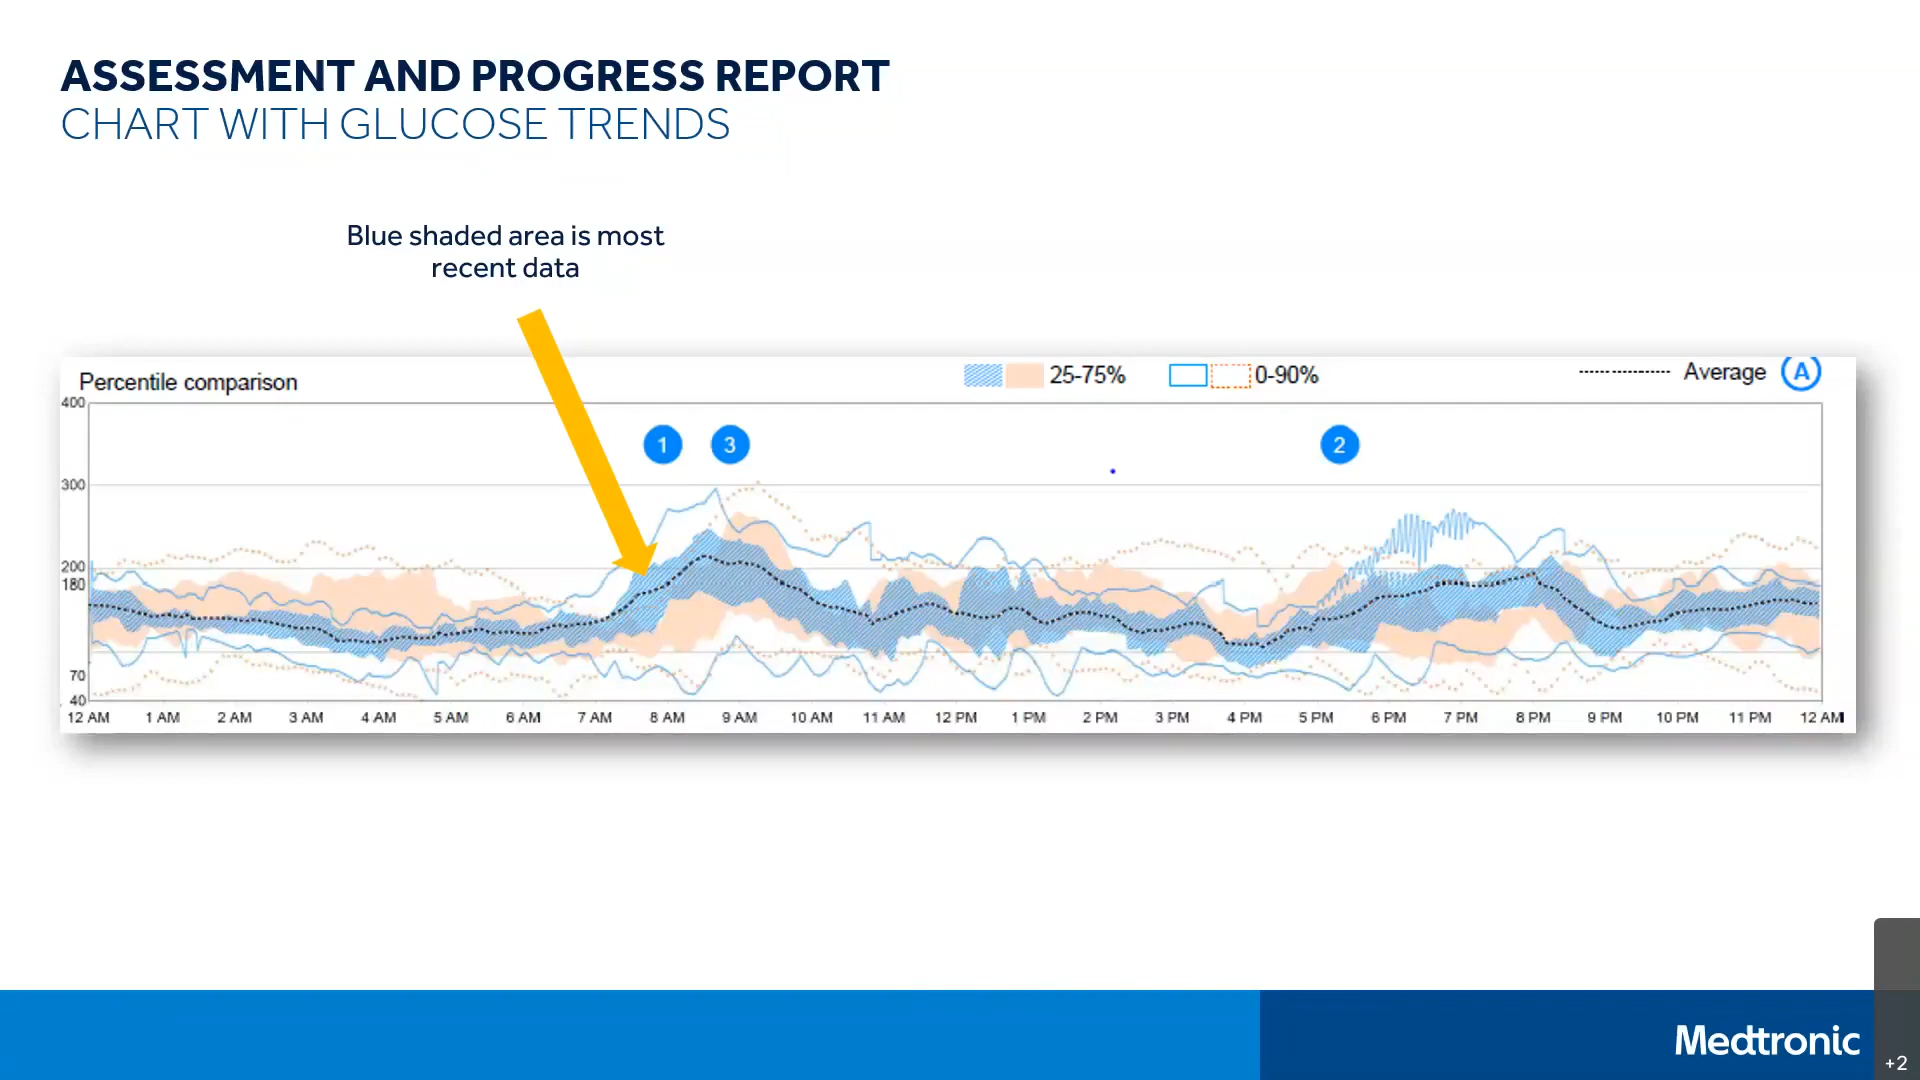 ASSESSMENT AND PROGRESS REPORT
CHART WITH GLUCOSE TRENDS
Blue shaded area is most
recent data
Percentile comparison
25-75%
0-90%
Average
A
400
300
200
180
70
40
1
3
2
12 AM 1 AM 2 AM 3 AM 4 AM 5 AM 6 AM 7 AM 8 AM 9 AM 10 AM 11 AM 12 PM 1 PM 2 PM 3 PM 4 PM 5 PM 6 PM 7 PM 8 PM 9 PM 10 PM 11 PM 12 AM
Medtronic
+2